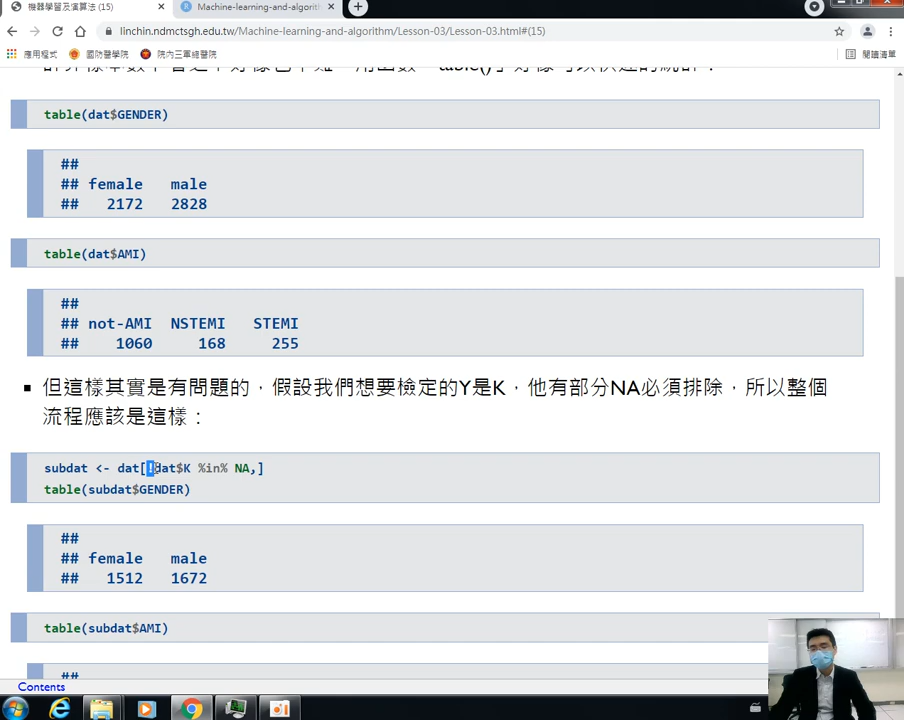 機器學習及演算法 (15)
Machine-learning-and-algorith
linchin.ndmctsgh.edu.tw/Machine-learning-and-algorithm/Lesson-03/Lesson-03.html#(15)
應用程式 國防醫學院 院內三軍總醫院 閱讀清單
table(dat$GENDER)
##
## female male
## 2172 2828
table(dat$AMI)
##
## not-AMI NSTEMI STEMI
## 1060 168 255
但這樣其實是有問題的，假設我們想要檢定的Y是K，他有部分NA必須排除，所以整個
流程應該是這樣：
subdat <- dat[!dat$K %in% NA,]
table(subdat$GENDER)
##
## female male
## 1512 1672
table(subdat$AMI)
##
Contents